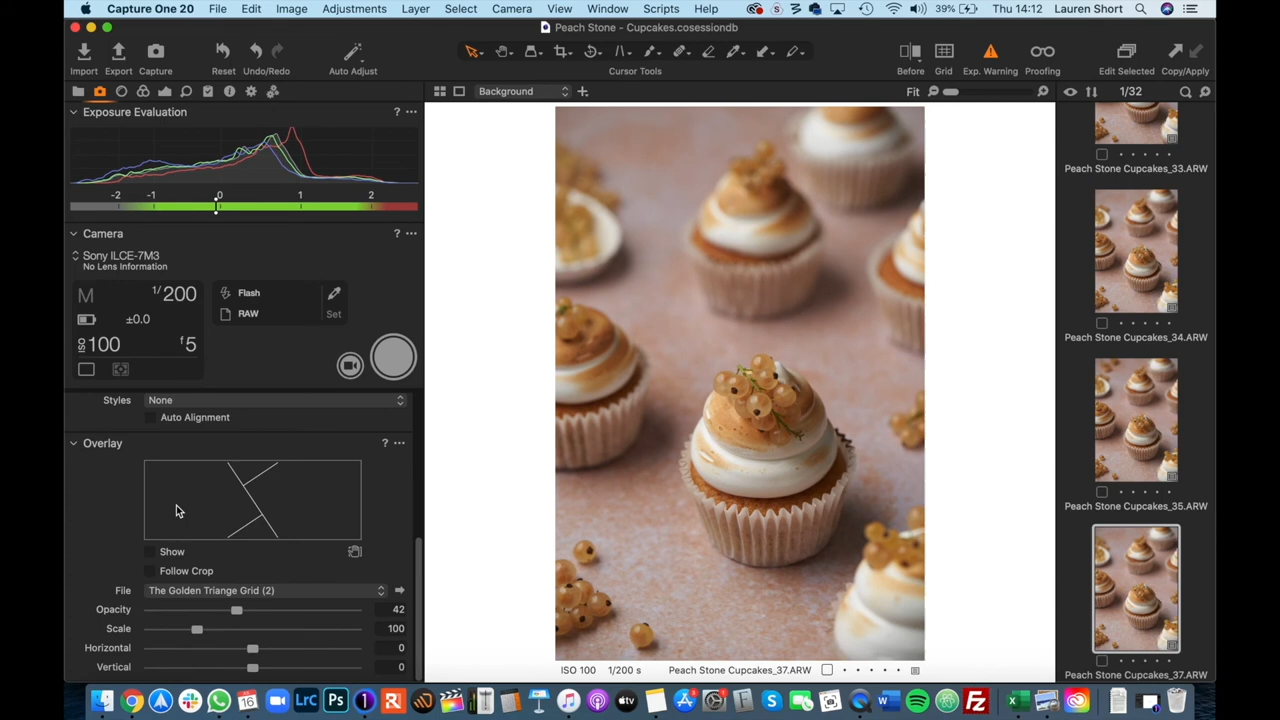 Capture One 20 File Edit Image Adjustments Layer Select Camera View Window Scripts Help 39% Thu 14:12 Lauren Short
Peach Stone - Cupcakes.cosessiondb
Import Export Capture Reset Undo/Redo Auto Adjust Cursor Tools Before Grid Exp. Warning Proofing Edit Selected Copy/Apply
Background Fit 1/32
Exposure Evaluation ? ...
-2 -1 0 1 2
Camera ? ...
Sony ILCE-7M3
No Lens Information
M 1/200 Flash
±0.0 RAW Set
ISO 100 f5
Styles None
Auto Alignment
Overlay ? ...
Show
Follow Crop
File The Golden Triange Grid (2)
Opacity 42
Scale 100
Horizontal 0
Vertical 0
ISO 100 1/200 s Peach Stone Cupcakes_37.ARW
Peach Stone Cupcakes_33.ARW
Peach Stone Cupcakes_34.ARW
Peach Stone Cupcakes_35.ARW
Peach Stone Cupcakes_37.ARW
16 LrC Ps 3 1